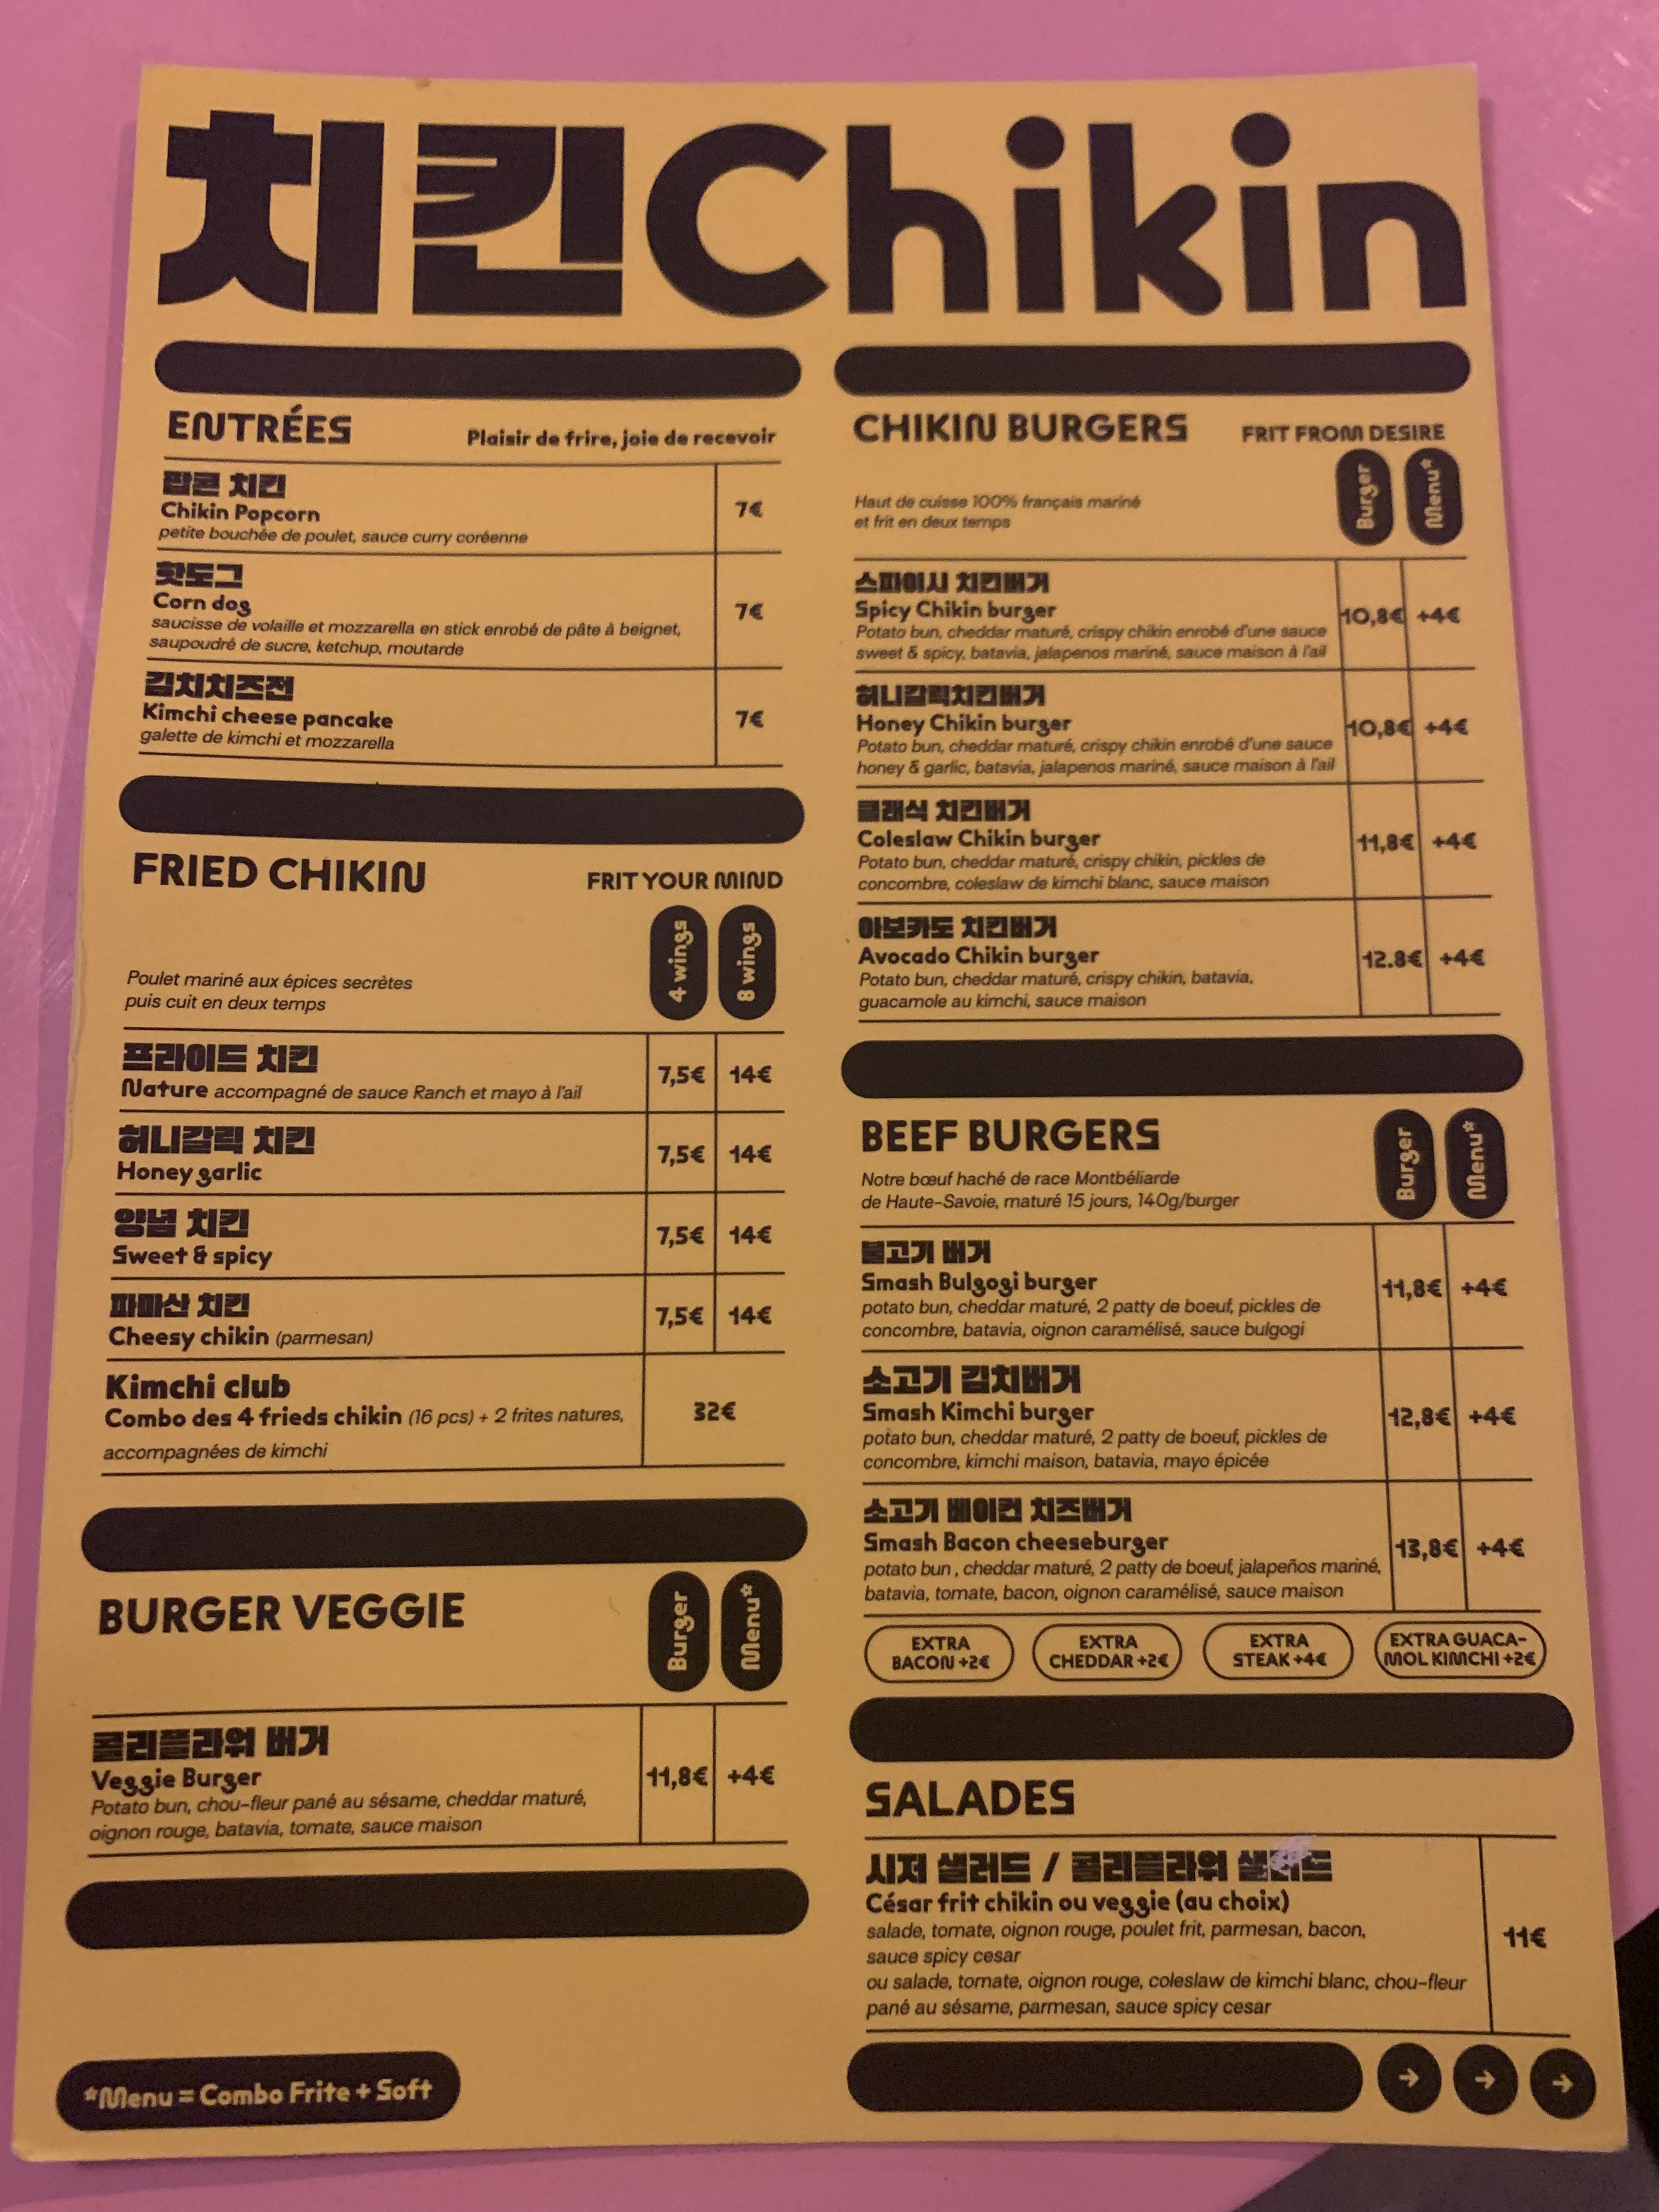 치킨Chikin
ENTRÉES
Plaisir de frire, joie de recevoir
팝콘 치킨
Chikin Popcorn
petite bouchée de poulet, sauce curry coréenne
7€
핫도그
Corn dog
saucisse de volaille et mozzarella en stick enrobé de pâte à beignet,
saupoudré de sucre, ketchup, moutarde
7€
김치치즈전
Kimchi cheese pancake
galette de kimchi et mozzarella
7€
FRIED CHIKIN
FRIT YOUR MIND
4 wings
8 wings
Poulet mariné aux épices secrètes
puis cuit en deux temps
프라이드 치킨
Nature accompagné de sauce Ranch et mayo à l'ail
7,5€ 14€
허니갈릭 치킨
Honey garlic
7,5€ 14€
양념 치킨
Sweet & spicy
7,5€ 14€
파마산 치킨
Cheesy chikin (parmesan)
7,5€ 14€
Kimchi club
Combo des 4 frieds chikin (16 pcs) + 2 frites natures,
accompagnées de kimchi
32€
BURGER VEGGIE
Burger
Menu*
콜리플라워 버거
Veggie Burger
Potato bun, chou-fleur pané au sésame, cheddar maturé,
oignon rouge, batavia, tomate, sauce maison
11,8€ +4€
*Menu = Combo Frite + Soft
CHIKIN BURGERS
FRIT FROM DESIRE
Burger
Menu*
Haut de cuisse 100% français mariné
et frit en deux temps
스파이시 치킨버거
Spicy Chikin burger
Potato bun, cheddar maturé, crispy chikin enrobé d'une sauce
sweet & spicy, batavia, jalapenos mariné, sauce maison à l'ail
10,8€ +4€
허니갈릭치킨버거
Honey Chikin burger
Potato bun, cheddar maturé, crispy chikin enrobé d'une sauce
honey & garlic, batavia, jalapenos mariné, sauce maison à l'ail
10,8€ +4€
클래식 치킨버거
Coleslaw Chikin burger
Potato bun, cheddar maturé, crispy chikin, pickles de
concombre, coleslaw de kimchi blanc, sauce maison
11,8€ +4€
아보카도 치킨버거
Avocado Chikin burger
Potato bun, cheddar maturé, crispy chikin, batavia,
guacamole au kimchi, sauce maison
12.8€ +4€
BEEF BURGERS
Burger
Menu*
Notre bœuf haché de race Montbéliarde
de Haute-Savoie, maturé 15 jours, 140g/burger
불고기 버거
Smash Bulgogi burger
potato bun, cheddar maturé, 2 patty de boeuf, pickles de
concombre, batavia, oignon caramélisé, sauce bulgogi
11,8€ +4€
소고기 김치버거
Smash Kimchi burger
potato bun, cheddar maturé, 2 patty de boeuf, pickles de
concombre, kimchi maison, batavia, mayo épicée
12,8€ +4€
소고기 베이컨 치즈버거
Smash Bacon cheeseburger
potato bun , cheddar maturé, 2 patty de boeuf, jalapeños mariné,
batavia, tomate, bacon, oignon caramélisé, sauce maison
13,8€ +4€
EXTRA
BACON +2€
EXTRA
CHEDDAR +2€
EXTRA
STEAK +4€
EXTRA GUACA-
MOL KIMCHI +2€
SALADES
시저 샐러드 / 콜리플라워 샐러드
César frit chikin ou veggie (au choix)
salade, tomate, oignon rouge, poulet frit, parmesan, bacon,
sauce spicy cesar
ou salade, tomate, oignon rouge, coleslaw de kimchi blanc, chou-fleur
pané au sésame, parmesan, sauce spicy cesar
11€
→ → →